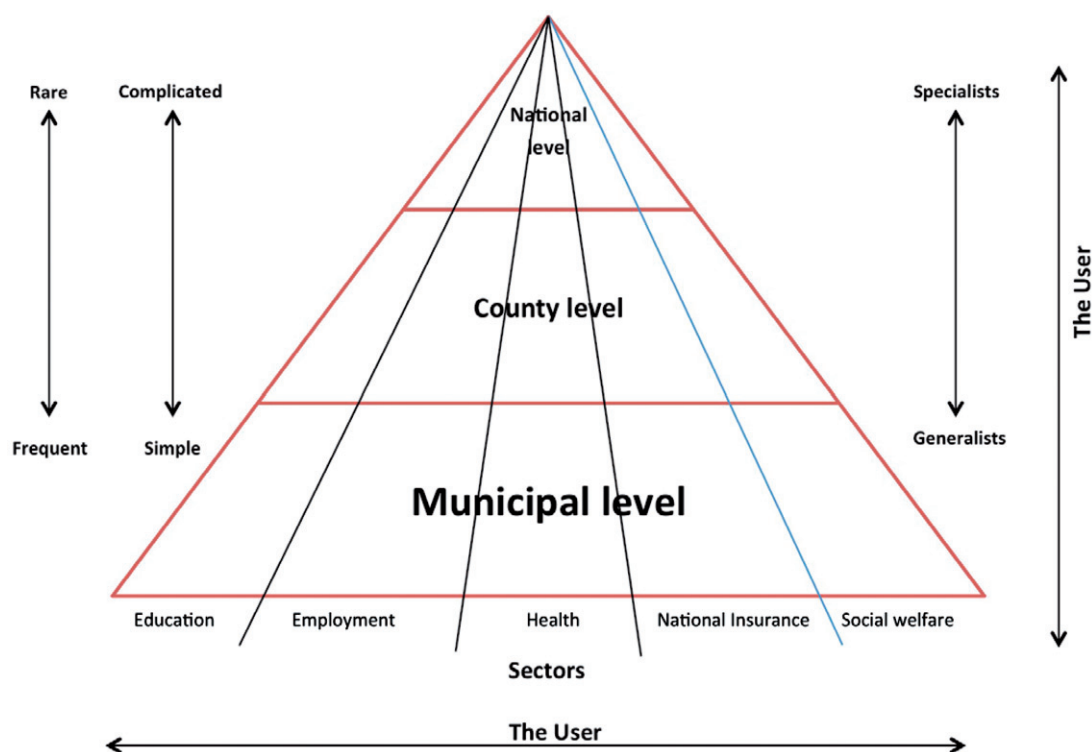 Rare
Complicated
National
level
Specialists
The User
County level
Frequent
Simple
Generalists
Municipal level
Education
Employment
Health
National Insurance
Social welfare
Sectors
The User